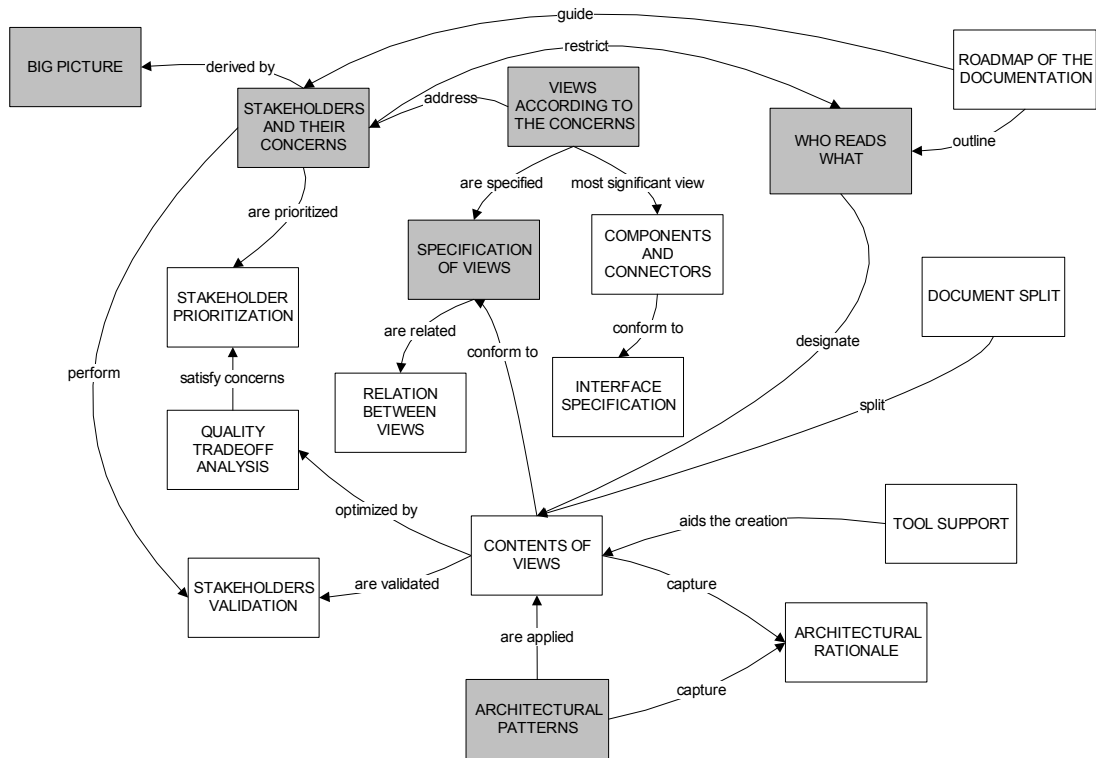 guide
restrict
ROADMAP OF THE
DOCUMENTATION
BIG PICTURE
derived by
STAKEHOLDERS
AND THEIR
CONCERNS
address
VIEWS
ACCORDING TO
THE CONCERNS
WHO READS
WHAT
outline
are prioritized
are specified
most significant view
SPECIFICATION
OF VIEWS
COMPONENTS
AND
CONNECTORS
DOCUMENT SPLIT
STAKEHOLDER
PRIORITIZATION
are related
conform to
conform to
designate
perform
satisfy concerns
RELATION
BETWEEN
VIEWS
INTERFACE
SPECIFICATION
split
QUALITY
TRADEOFF
ANALYSIS
optimized by
CONTENTS OF
VIEWS
aids the creation
TOOL SUPPORT
STAKEHOLDERS
VALIDATION
are validated
capture
are applied
ARCHITECTURAL
RATIONALE
capture
ARCHITECTURAL
PATTERNS